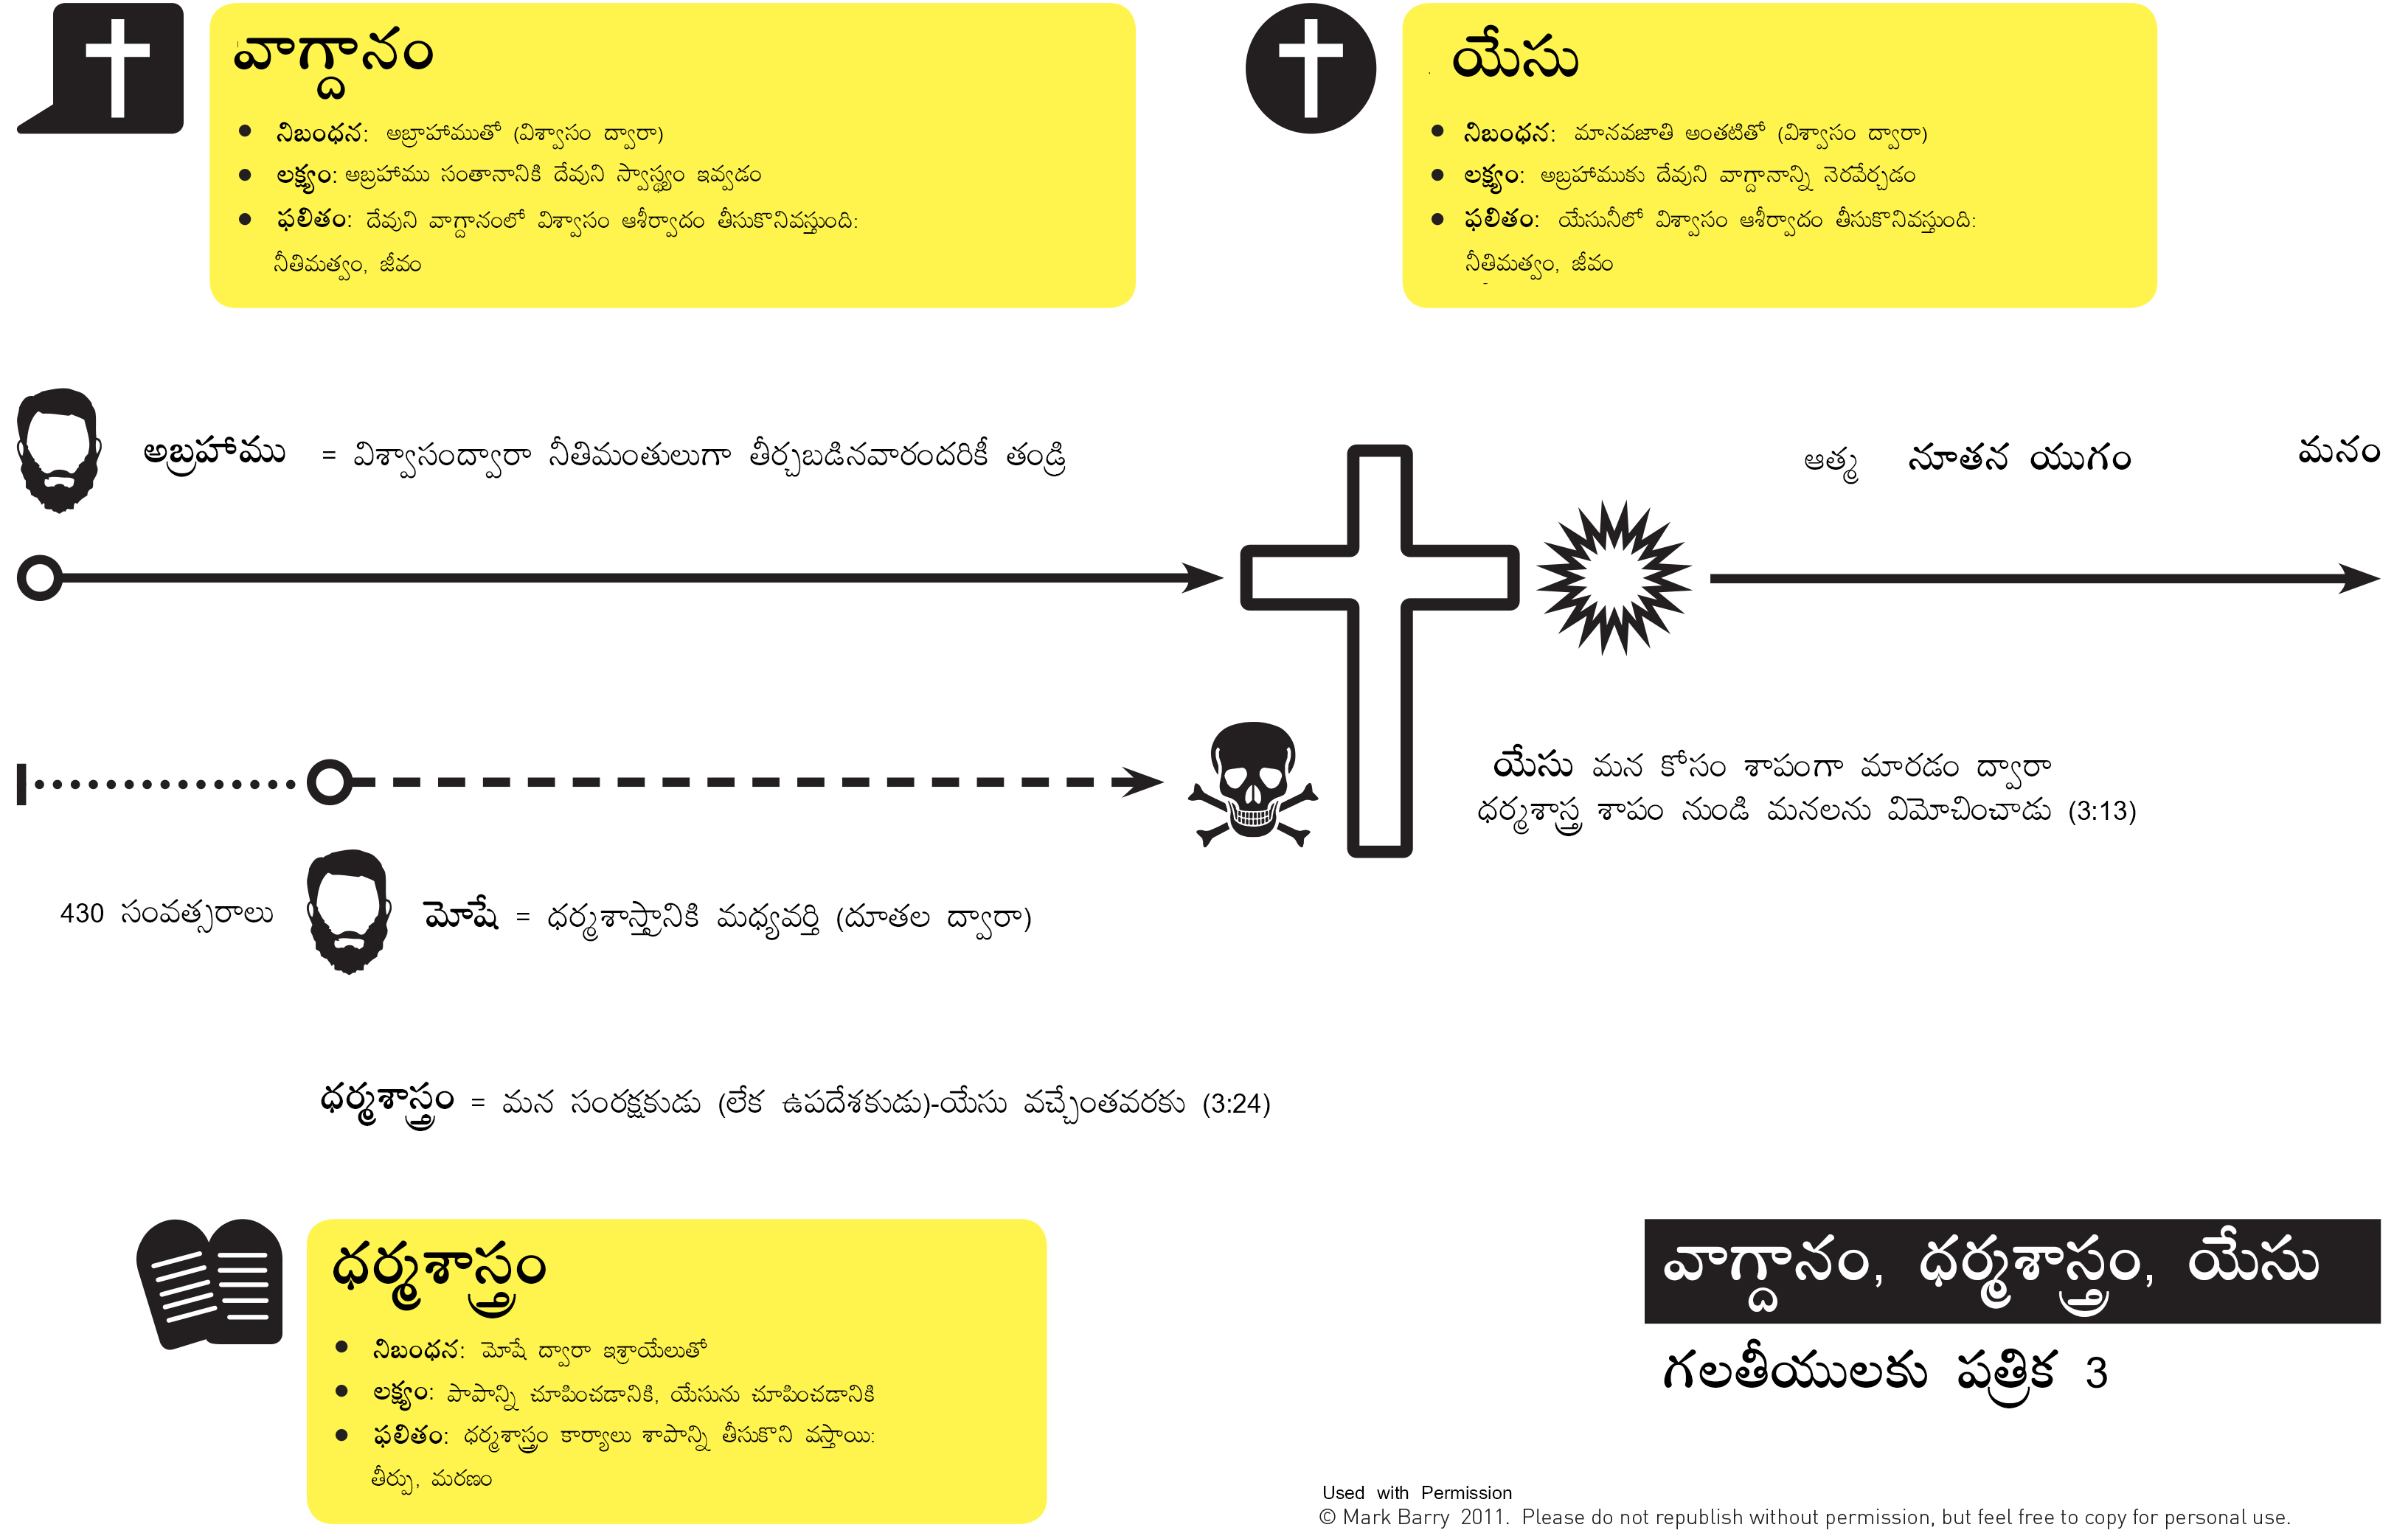 వాగ్దానం
నిబంధన: అబ్రాహాముతో (విశ్వాసం ద్వారా)
లక్ష్యం: అబ్రహాము సంతానానికి దేవుని స్వాస్థ్యం ఇవ్వడం
ఫలితం: దేవుని వాగ్దానంలో విశ్వాసం ఆశీర్వాదం తీసుకొనివస్తుంది:
నీతిమత్వం, జీవం
యేసు
నిబంధన: మానవజాతి అంతటితో (విశ్వాసం ద్వారా)
లక్ష్యం: అబ్రహాముకు దేవుని వాగ్దానాన్ని నెరవేర్చడం
ఫలితం: యేసునీలో విశ్వాసం ఆశీర్వాదం తీసుకొనివస్తుంది:
నీతిమత్వం, జీవం
అబ్రహాము = విశ్వాసంద్వారా నీతిమంతులుగా తీర్చబడినవారందరికీ తండ్రి
ఆత్మ నూతన యుగం మనం
యేసు మన కోసం శాపంగా మారడం ద్వారా
ధర్మశాస్త్ర శాపం నుండి మనలను విమోచించాడు (3:13)
430 సంవత్సరాలు
మోషే = ధర్మశాస్త్రానికి మధ్యవర్తి (దూతల ద్వారా)
ధర్మశాస్త్రం = మన సంరక్షకుడు (లేక ఉపదేశకుడు)-యేసు వచ్చేంతవరకు (3:24)
ధర్మశాస్త్రం
నిబంధన: మోషే ద్వారా ఇశ్రాయేలుతో
లక్ష్యం: పాపాన్ని చూపించడానికి, యేసును చూపించడానికి
ఫలితం: ధర్మశాస్త్రం కార్యాలు శాపాన్ని తీసుకొని వస్తాయి:
తీర్పు, మరణం
వాగ్దానం, ధర్మశాస్త్రం, యేసు
గలతీయులకు పత్రిక 3
Used with Permission
© Mark Barry 2011. Please do not republish without permission, but feel free to copy for personal use.